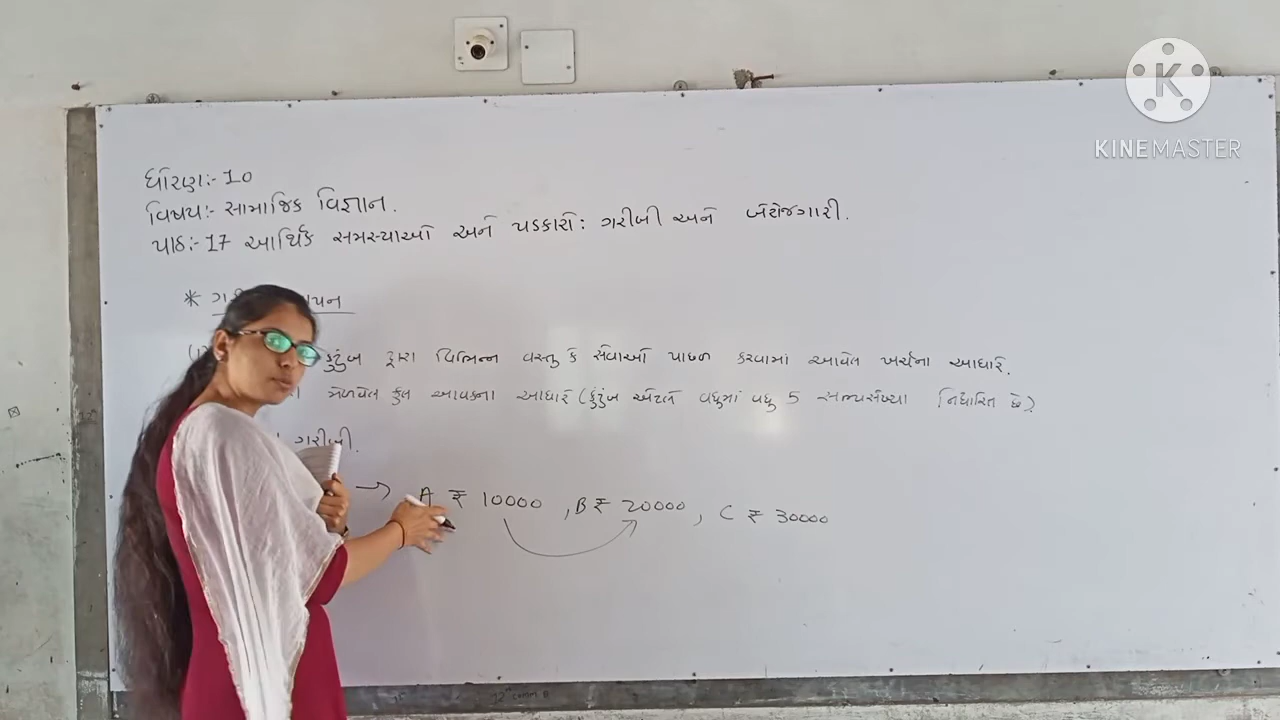 K
KINEMASTER
ધોરણ:- 10
વિષય:- સામાજિક વિજ્ઞાન.
પાઠ:- 17 આર્થિક સમસ્યાઓ અને પડકારો: ગરીબી અને બેરોજગારી.
*
કુટુંબ દ્વારા વિભિન્ન વસ્તુ કે સેવાઓ પાછળ કરવામાં આવેલ ખર્ચના આધારે.
મેળવેલ કુલ આવકના આધારે (કુટુંબ એટલે વધુમાં વધુ 5 સભ્યસંખ્યા નિર્ધારિત છે)
ગરીબી.
→ A ₹ 10000 , B ₹ 20000 , C ₹ 30000